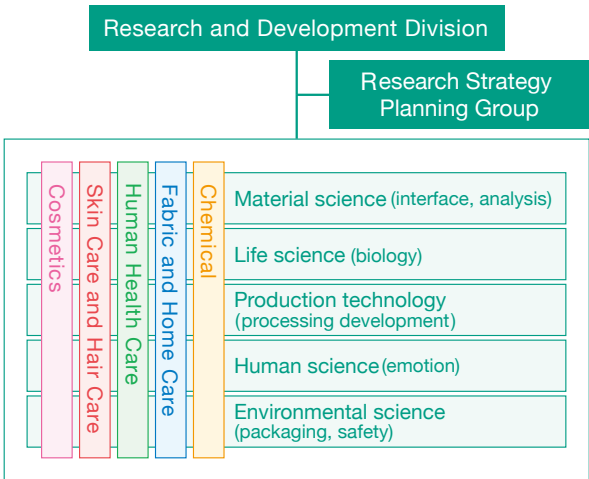 Research and Development Division
Research Strategy
Planning Group
Cosmetics
Skin Care and Hair Care
Human Health Care
Fabric and Home Care
Chemical
Material science (interface, analysis)
Life science (biology)
Production technology
(processing development)
Human science (emotion)
Environmental science
(packaging, safety)